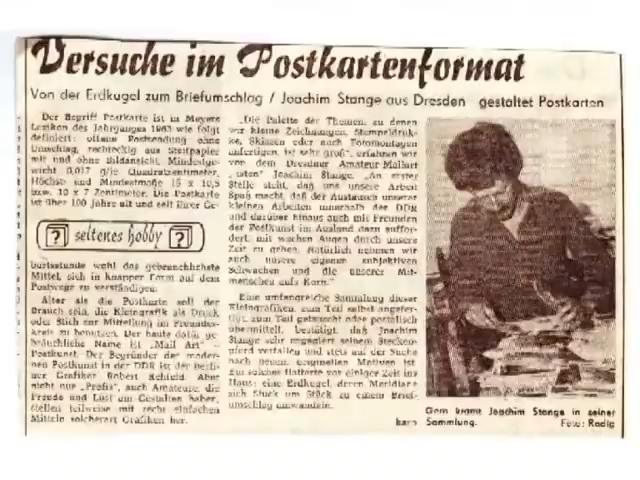 Versuche im Postkartenformat
Von der Erdkugel zum Briefumschlag / Joachim Stange aus Dresden gestaltet Postkarten
Der Begriff Postkarte ist in Meyers
Lexikon des Jahrganges 1963 wie folgt
definiert: offene Postsendung ohne
Umschlag, rechteckig aus Steifpapier
mit und ohne Bildansicht, Mindestge-
wicht 0,017 g/je Quadratzentimeter,
Höchst- und Mindestmaße 15 x 10,5
bzw. 10 x 7 Zentimeter. Die Postkarte
ist über 100 Jahre alt und seit ihrer Ge-
? seltenes hobby ?
burtsstunde wohl das gebräuchlichste
Mittel, sich in knapper Form auf dem
Postwege zu verständigen.
Älter als die Postkarte soll der
Brauch sein, die Kleingrafik als Druck
oder Stich zur Mitteilung im Freundes-
kreis zu benutzen. Der heute dafür ge-
bräuchliche Name ist „Mail Art" –
Postkunst. Der Begründer der moder-
nen Postkunst in der DDR ist der Berli-
ner Grafiker Robert Rehfeld. Aber
nicht nur „Profis", auch Amateure, die
Freude und Lust am Gestalten haber,
stellen teilweise mit recht einfachen
Mitteln solcherart Grafiken her.
„Die Palette der Themen, zu denen
wir kleine Zeichnungen, Stempeldruk-
ke, Skizzen oder auch Fotomontagen
anfertigen, ist sehr groß", erfahren wir
von dem Dresdner Amateur-Mailart
„isten" Joachim Stange. „An erster
Stelle steht, daß uns unsere Arbeit
Spaß macht, daß der Austausch unserer
kleinen Arbeiten innerhalb der DDR
und darüber hinaus auch mit Freunden
der Postkunst im Ausland dazu auffor-
dert, mit wachen Augen durch unsere
Zeit zu gehen. Natürlich nehmen wir
auch unsere eigenen subjektiven
Schwächen und die unserer Mit-
menschen aufs Korn."
Eine umfangreiche Sammlung dieser
Kleingrafiken, zum Teil selbst angefer-
tigt, zum Teil getauscht oder postalisch
übermittelt, bestätigt, daß Joachim
Stange sehr engagiert seinem Stecken-
pferd verfallen und stets auf der Suche
nach neuen, originellen Motiven ist.
Ein solches flatterte vor einiger Zeit ins
Haus: eine Erdkugel, deren Meridiane
sich Stück um Stück zu einem Brief-
umschlag umwandeln.
Gern kramt Joachim Stange in seiner
Sammlung. Foto: Radig